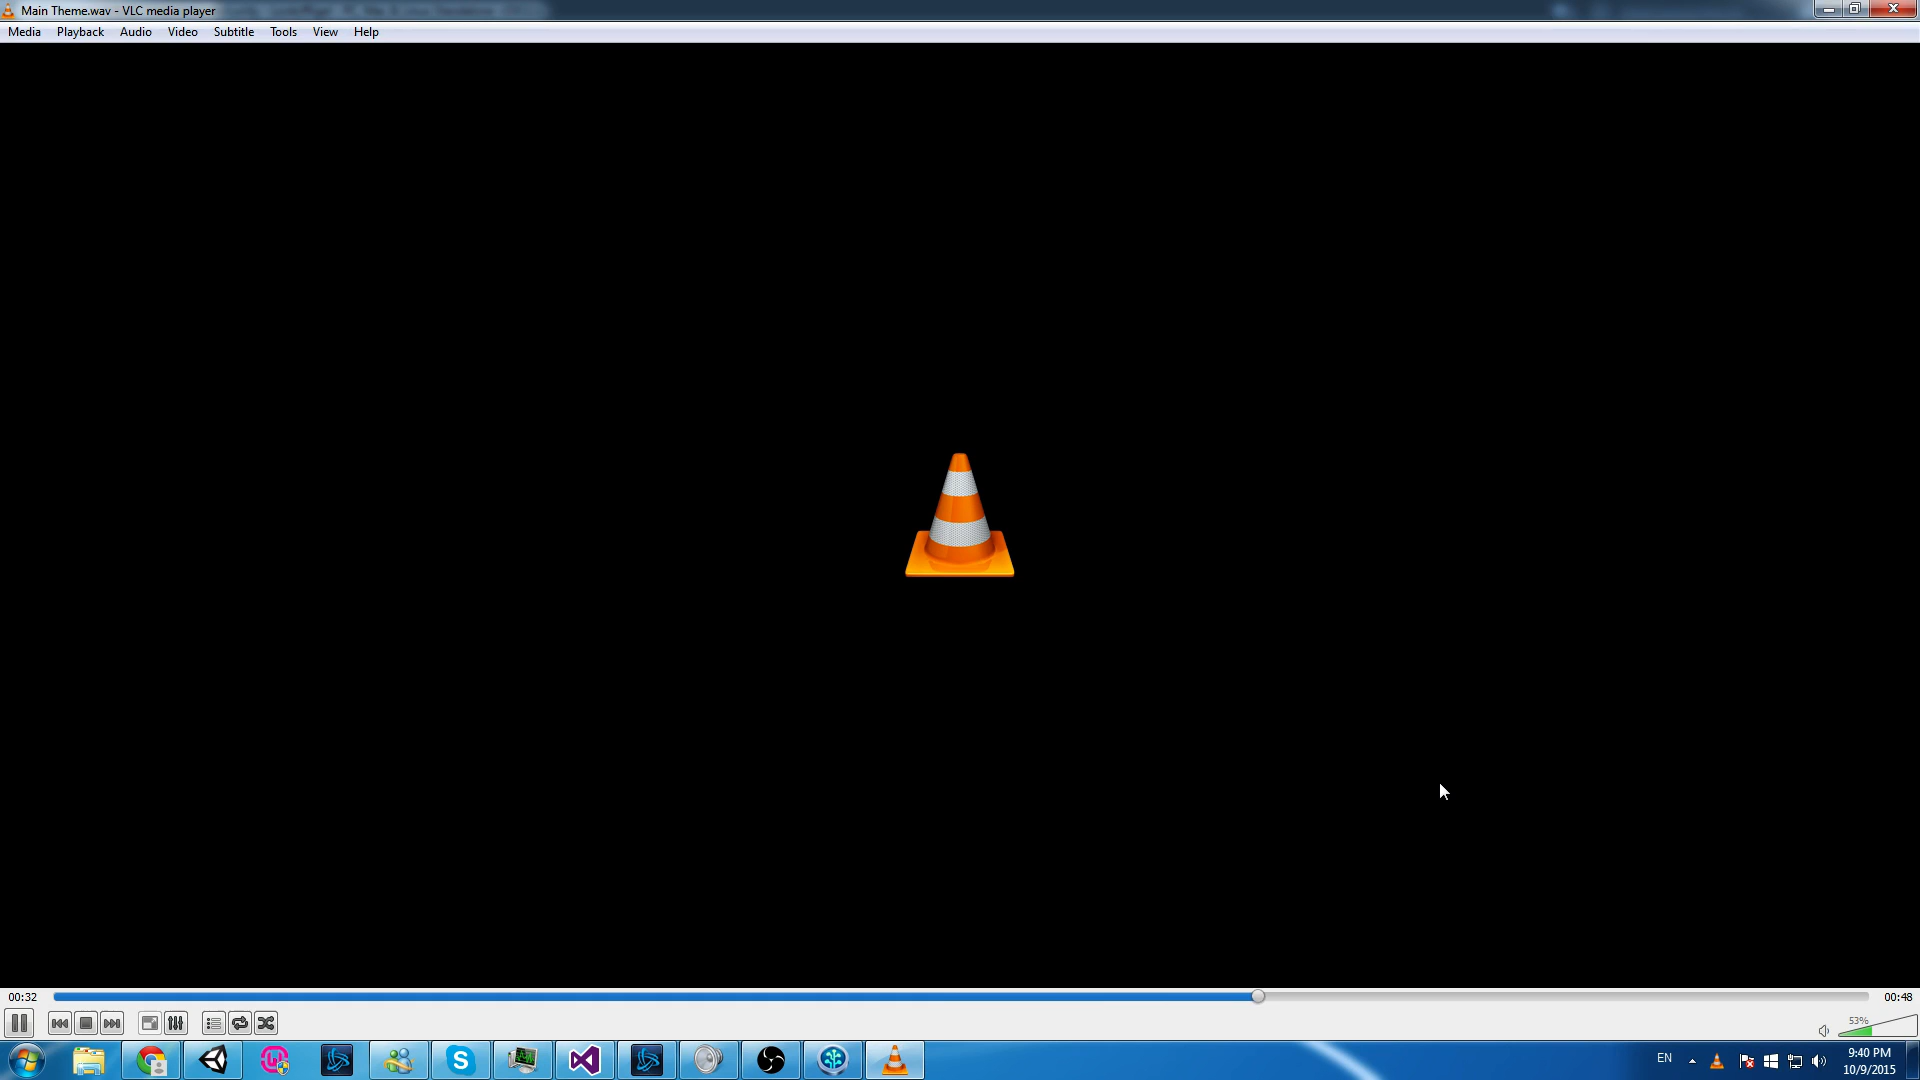 Main Theme.wav - VLC media player
Media Playback Audio Video Subtitle Tools View Help
00:32
00:48
53%
EN
9:40 PM
10/9/2015